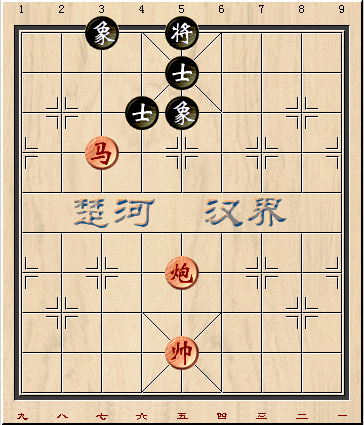 1 2 3 4 5 6 7 8 9
象 将
士
士 象
马
楚河 汉界
炮
帅
九 八 七 六 五 四 三 二 一